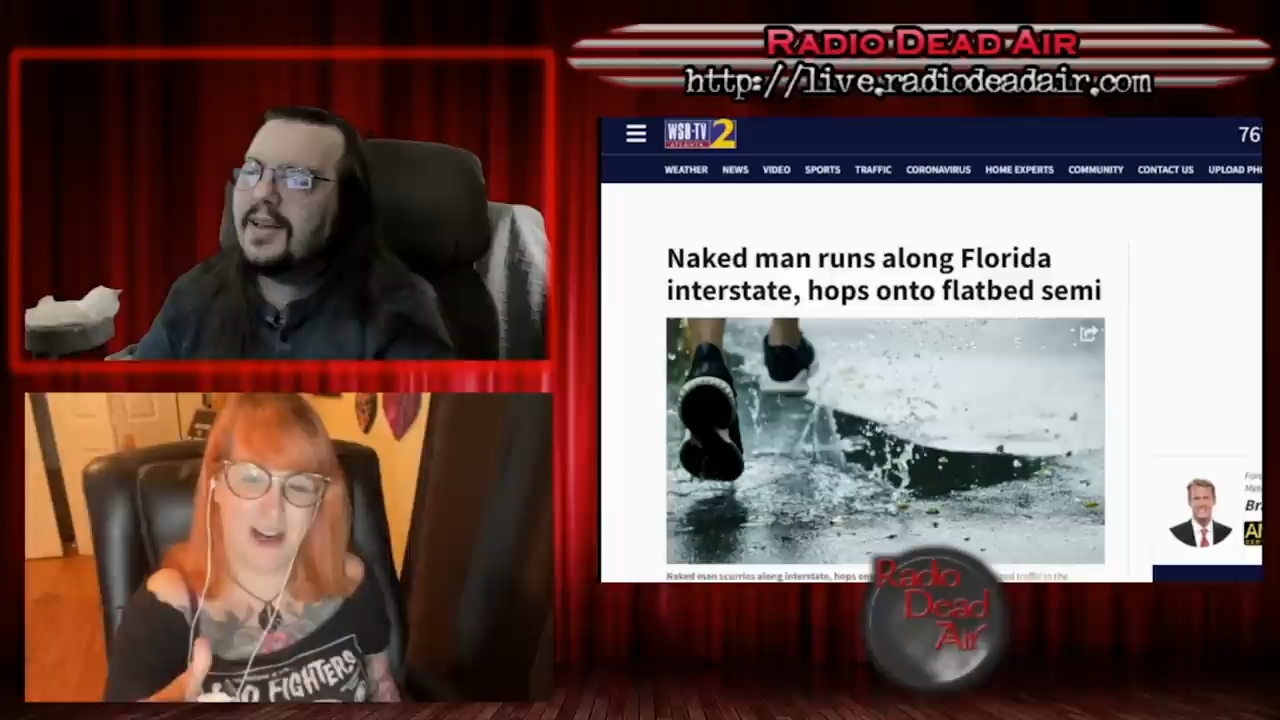 RADIO DEAD AIR
http://live.radiodeadair.com
WSB-TV 2
ATLANTA
76°
WEATHER NEWS VIDEO SPORTS TRAFFIC CORONAVIRUS HOME EXPERTS COMMUNITY CONTACT US UPLOAD
Naked man runs along Florida
interstate, hops onto flatbed semi
Naked man scurries along interstate, hops
Radio
Dead
Air
FIGHTERS